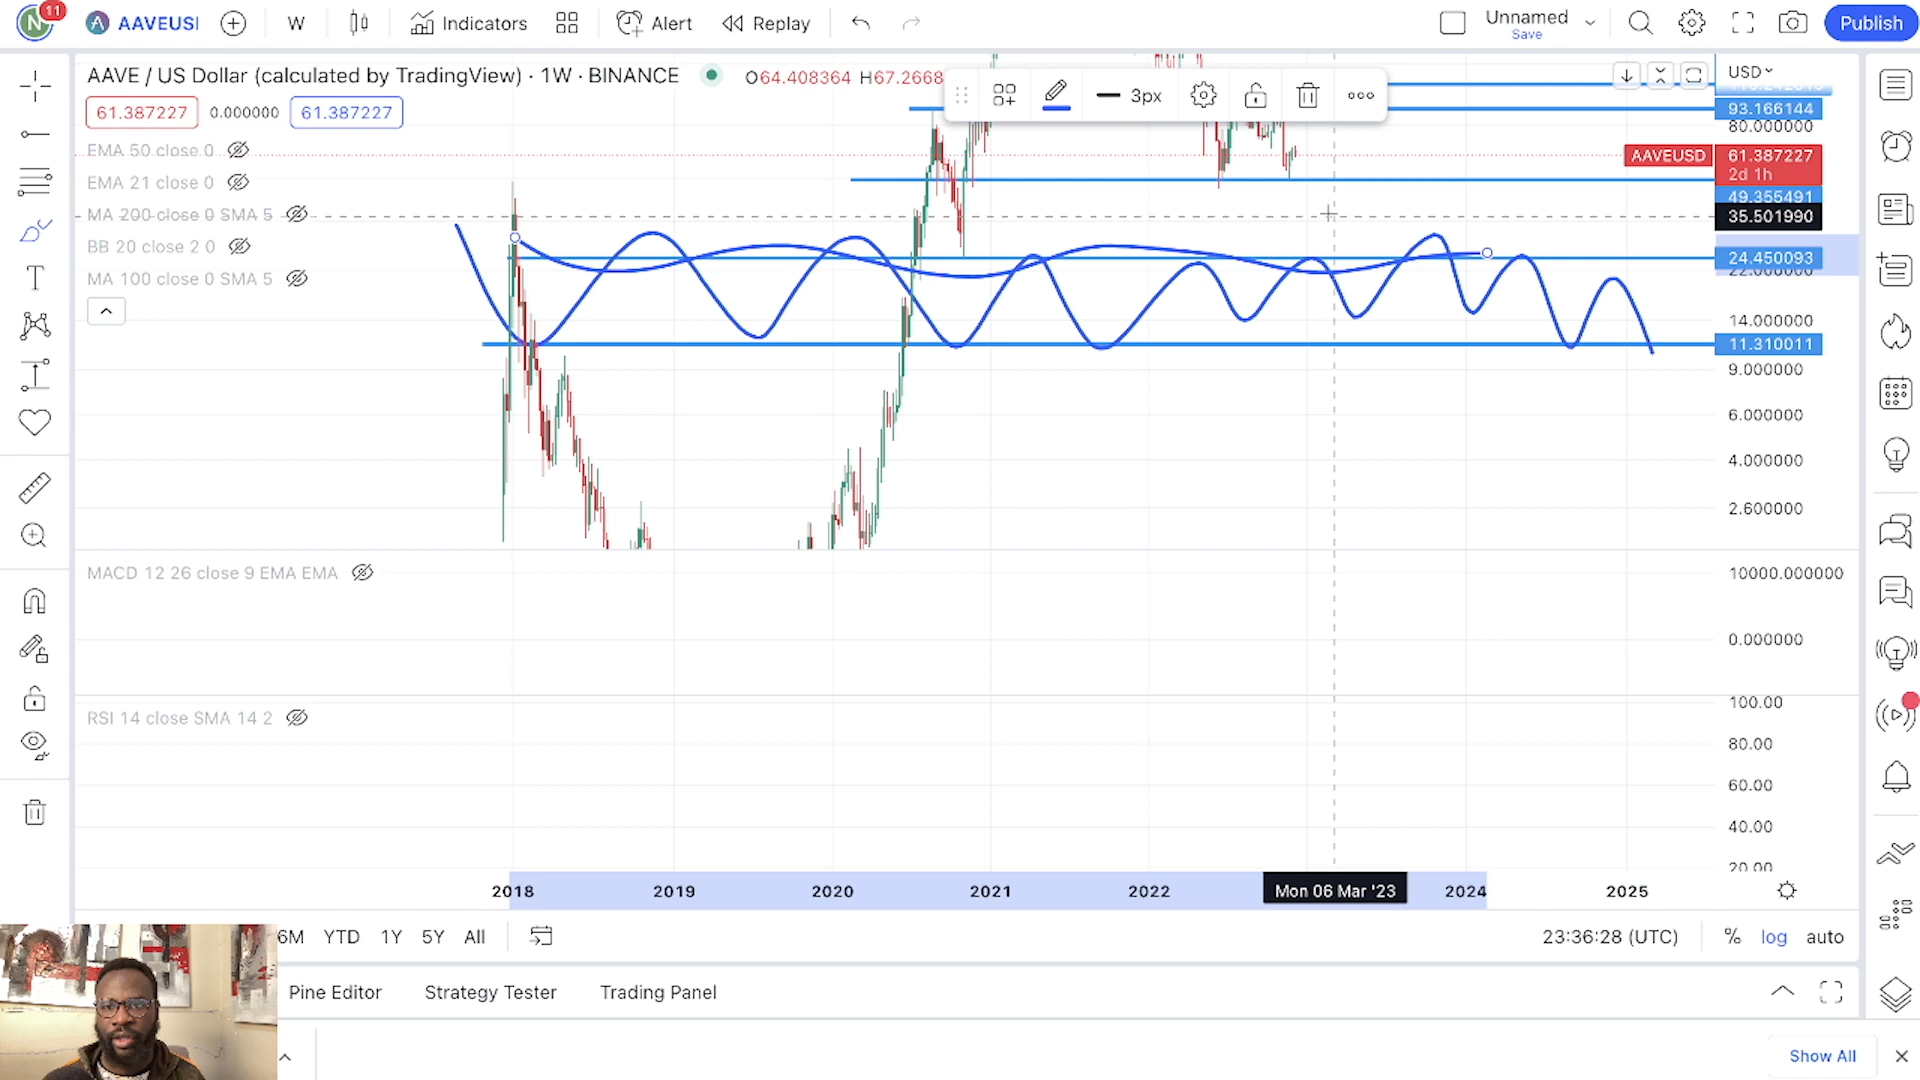 11
N
AAVEUSI
W
Indicators
Alert
Replay
Unnamed
Save
Publish
AAVE / US Dollar (calculated by TradingView) · 1W · BINANCE
O64.408364 H67.2668
3px
USD
61.387227
0.000000
61.387227
93.166144
80.000000
EMA 50 close 0
AAVEUSD
61.387227
2d 1h
EMA 21 close 0
49.355491
MA 200 close 0 SMA 5
35.501990
BB 20 close 2 0
24.450093
22.000000
MA 100 close 0 SMA 5
14.000000
11.310011
9.000000
6.000000
4.000000
2.600000
MACD 12 26 close 9 EMA EMA
10000.000000
0.000000
RSI 14 close SMA 14 2
100.00
80.00
60.00
40.00
20.00
2018
2019
2020
2021
2022
Mon 06 Mar '23
2024
2025
6M
YTD
1Y
5Y
All
23:36:28 (UTC)
%
log
auto
Pine Editor
Strategy Tester
Trading Panel
Show All